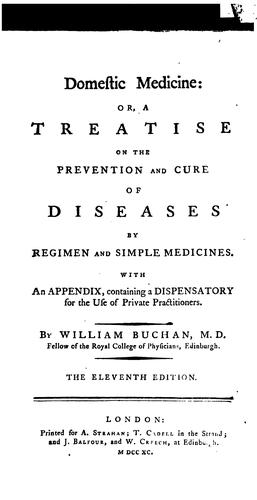 Domeſtic Medicine:
OR, A
TREATISE
ON THE
PREVENTION AND CURE
OF
DISEASES
BY
REGIMEN AND SIMPLE MEDICINES.
WITH
An APPENDIX, containing a DISPENSATORY
for the Uſe of Private Practitioners.
By WILLIAM BUCHAN, M.D.
Fellow of the Royal College of Phyſicians, Edinburgh.
THE ELEVENTH EDITION.
LONDON:
Printed for A. STRAHAN; T. CADELL in the Strand;
and J. BALFOUR, and W. CREECH, at Edinburgh.
M DCC XC.